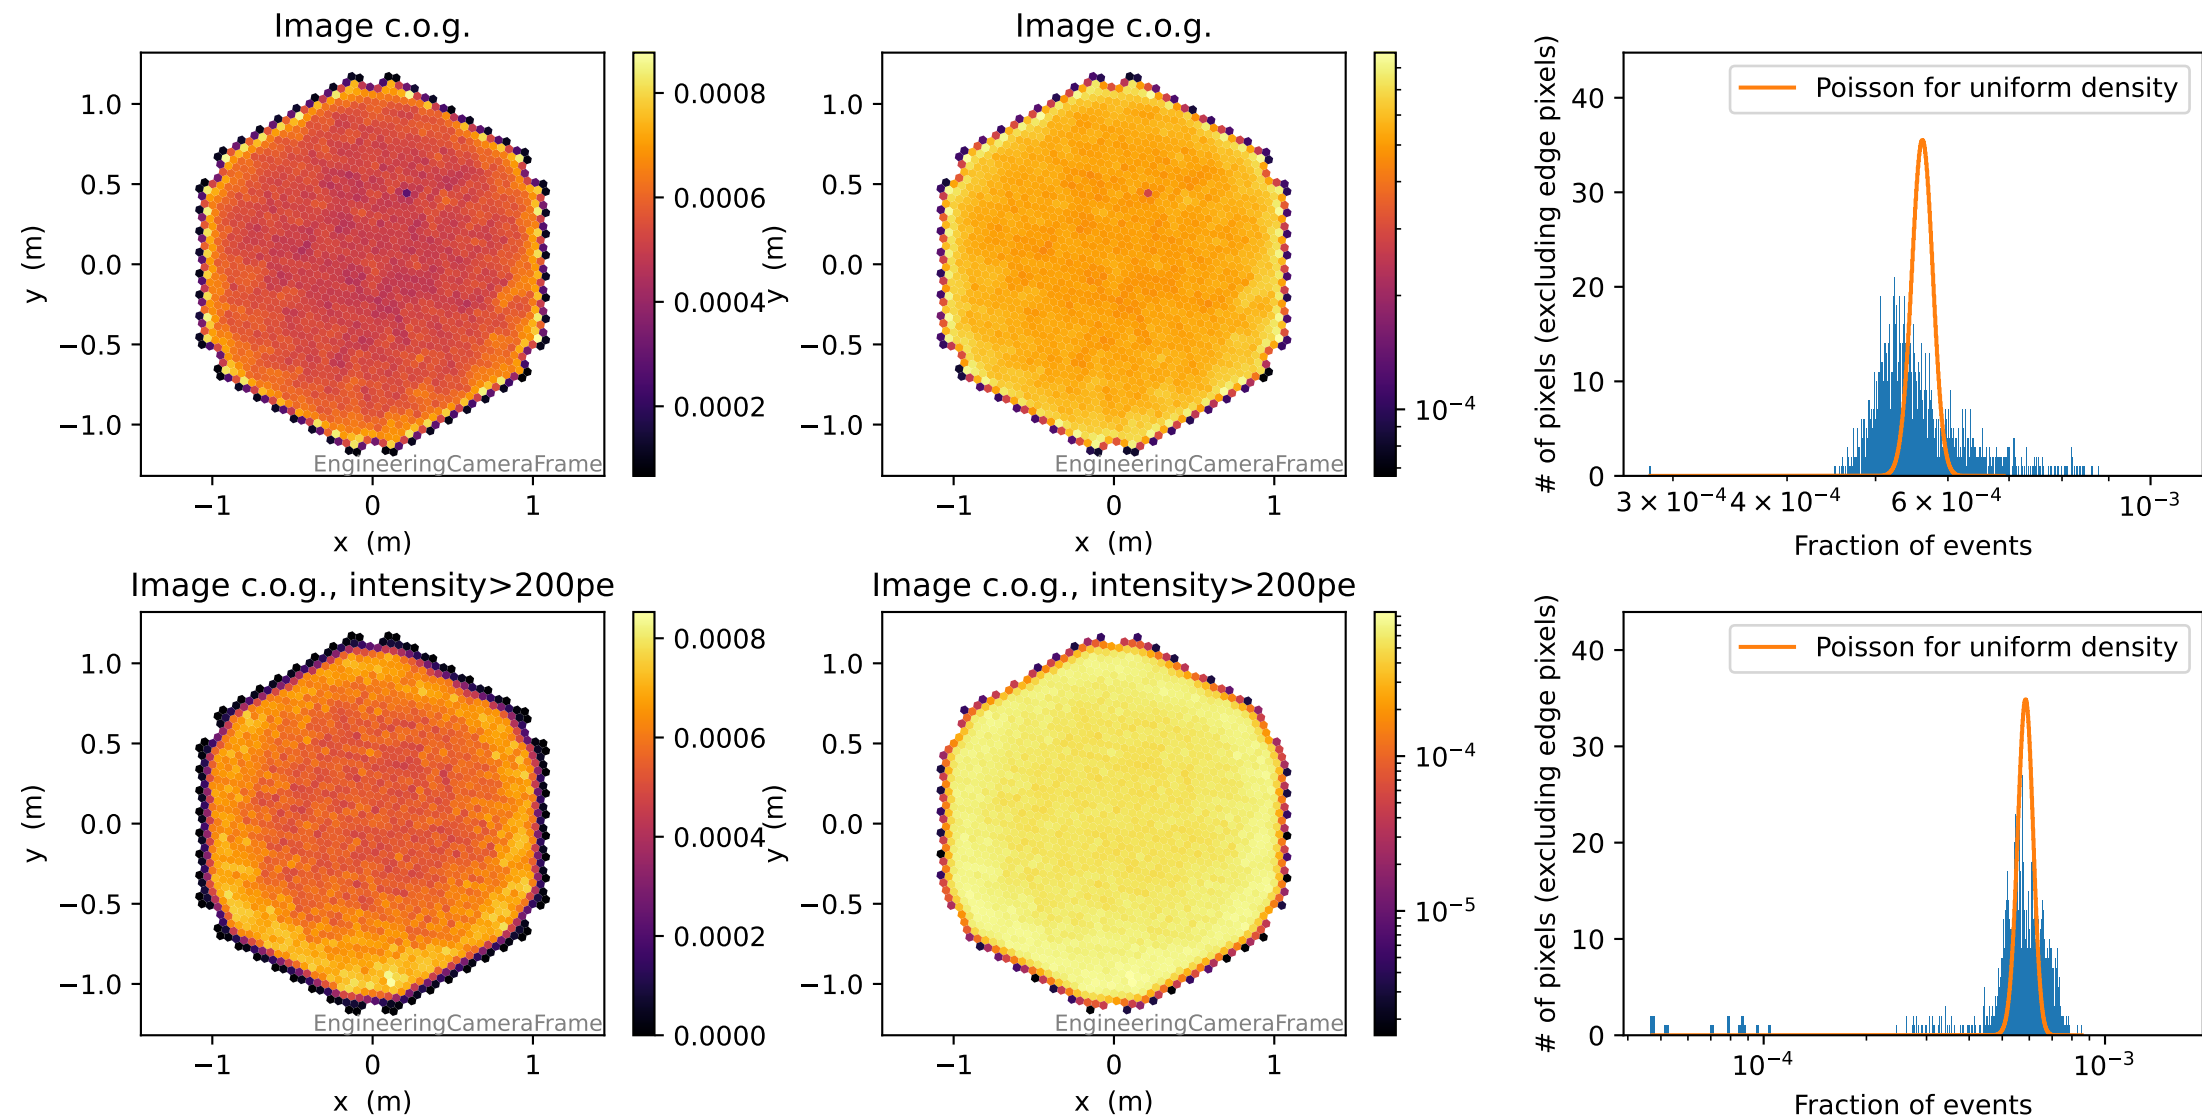 Image c.o.g.
1.0
0.5
0.0
−0.5
−1.0
y (m)
−1
0
1
x (m)
EngineeringCameraFrame
0.0008
0.0006
0.0004
0.0002
Image c.o.g.
1.0
0.5
0.0
−0.5
−1.0
y (m)
−1
0
1
x (m)
EngineeringCameraFrame
10⁻⁴
# of pixels (excluding edge pixels)
40
30
20
10
0
Poisson for uniform density
3 × 10⁻⁴
4 × 10⁻⁴
6 × 10⁻⁴
10⁻³
Fraction of events
Image c.o.g., intensity>200pe
1.0
0.5
0.0
−0.5
−1.0
y (m)
−1
0
1
x (m)
EngineeringCameraFrame
0.0008
0.0006
0.0004
0.0002
0.0000
Image c.o.g., intensity>200pe
1.0
0.5
0.0
−0.5
−1.0
y (m)
−1
0
1
x (m)
EngineeringCameraFrame
10⁻⁴
10⁻⁵
# of pixels (excluding edge pixels)
40
30
20
10
0
Poisson for uniform density
10⁻⁴
10⁻³
Fraction of events